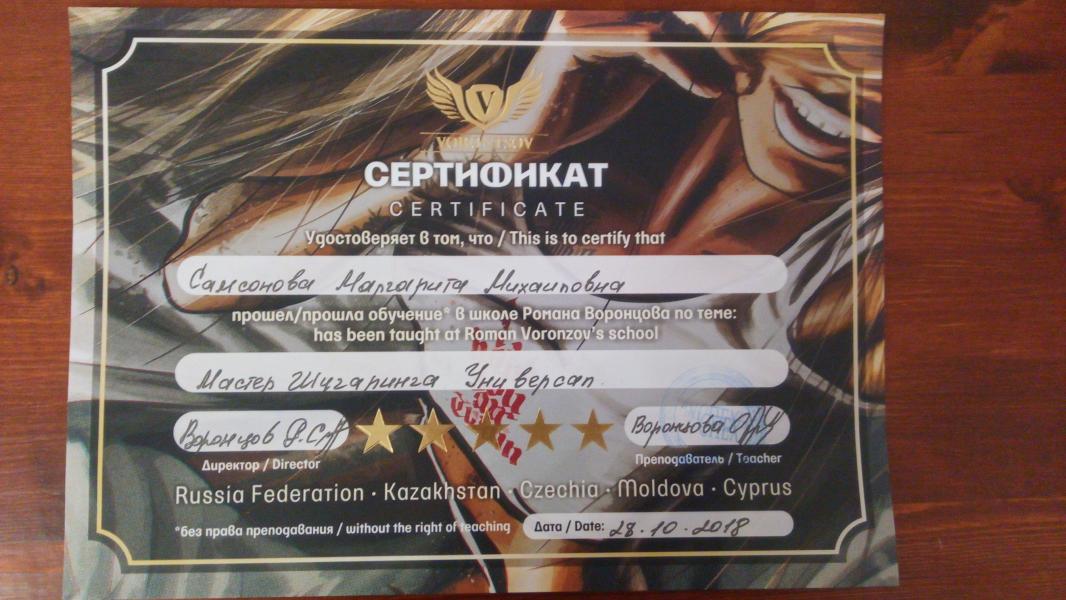 V
VORONTSOV
СЕРТИФИКАТ
CERTIFICATE
Удостоверяет в том, что / This is to certify that
Самсонова Маргарита Михаиловна
прошел/прошла обучение* в школе Романа Воронцова по теме:
has been taught at Roman Voronzov's school
Мастер Шугаринга Универсал
Воронцов Р.С. Воронцова
Директор / Director Преподаватель / Teacher
Russia Federation · Kazakhstan · Czechia · Moldova · Cyprus
*без права преподавания / without the right of teaching Дата / Date: 28.10.2018